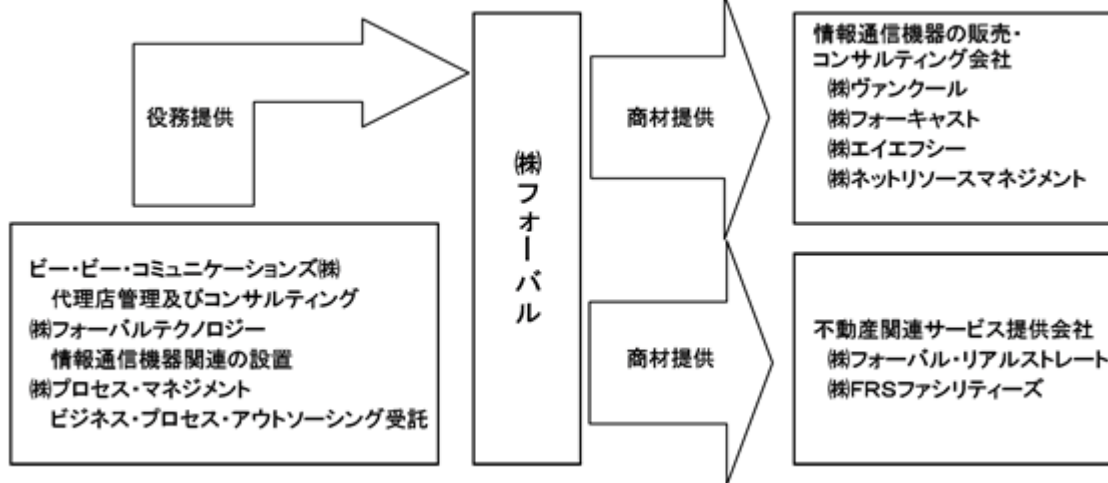 役務提供
ビー・ビー・コミュニケーションズ㈱
代理店管理及びコンサルティング
㈱フォーバルテクノロジー
情報通信機器関連の設置
㈱プロセス・マネジメント
ビジネス・プロセス・アウトソーシング受託
㈱フォーバル
商材提供
情報通信機器の販売・
コンサルティング会社
㈱ヴァンクール
㈱フォーキャスト
㈱エイエフシー
㈱ネットリソースマネジメント
商材提供
不動産関連サービス提供会社
㈱フォーバル・リアルストレート
㈱FRSファシリティーズ